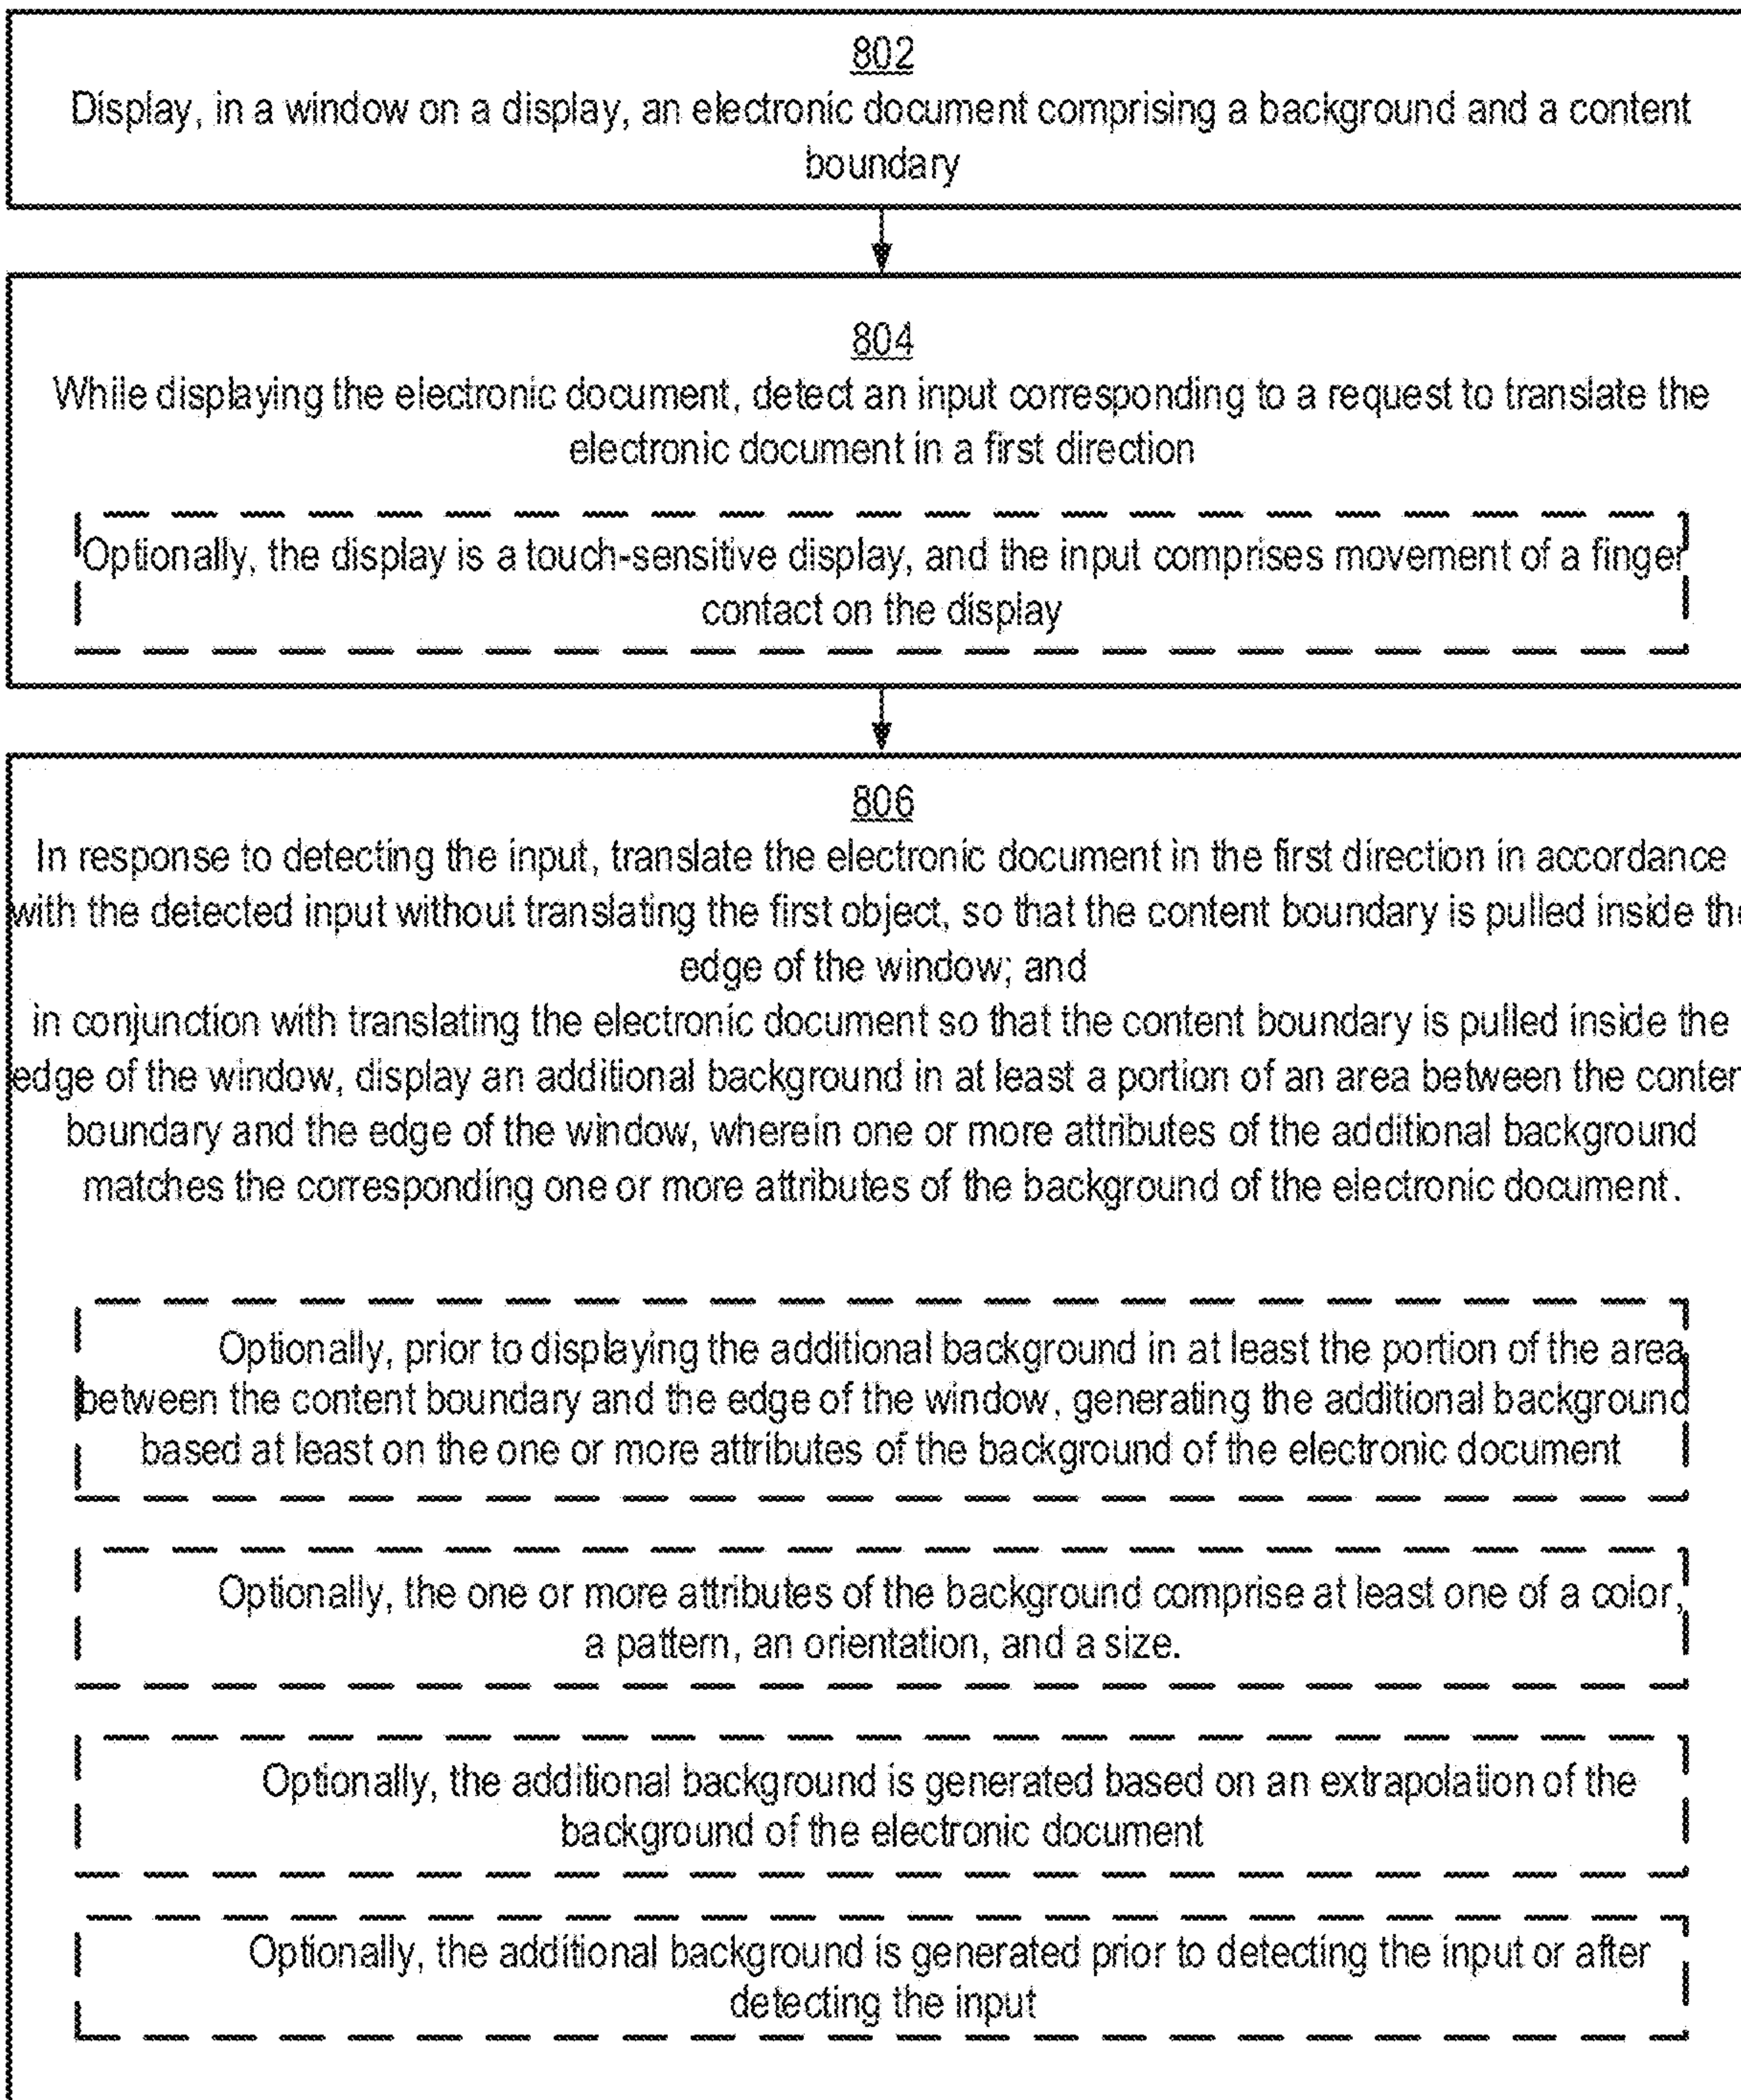 802
Display, in a window on a display, an electronic document comprising a background and a content
boundary
804
While displaying the electronic document, detect an input corresponding to a request to translate the
electronic document in a first direction
Optionally, the display is a touch-sensitive display, and the input comprises movement of a finger
contact on the display
806
In response to detecting the input, translate the electronic document in the first direction in accordance
with the detected input without translating the first object, so that the content boundary is pulled inside the
edge of the window; and
in conjunction with translating the electronic document so that the content boundary is pulled inside the
edge of the window, display an additional background in at least a portion of an area between the conten
boundary and the edge of the window, wherein one or more attributes of the additional background
matches the corresponding one or more attributes of the background of the electronic document.
Optionally, prior to displaying the additional background in at least the portion of the area
between the content boundary and the edge of the window, generating the additional background
based at least on the one or more attributes of the background of the electronic document
Optionally, the one or more attributes of the background comprise at least one of a color,
a pattern, an orientation, and a size.
Optionally, the additional background is generated based on an extrapolation of the
background of the electronic document
Optionally, the additional background is generated prior to detecting the input or after
detecting the input